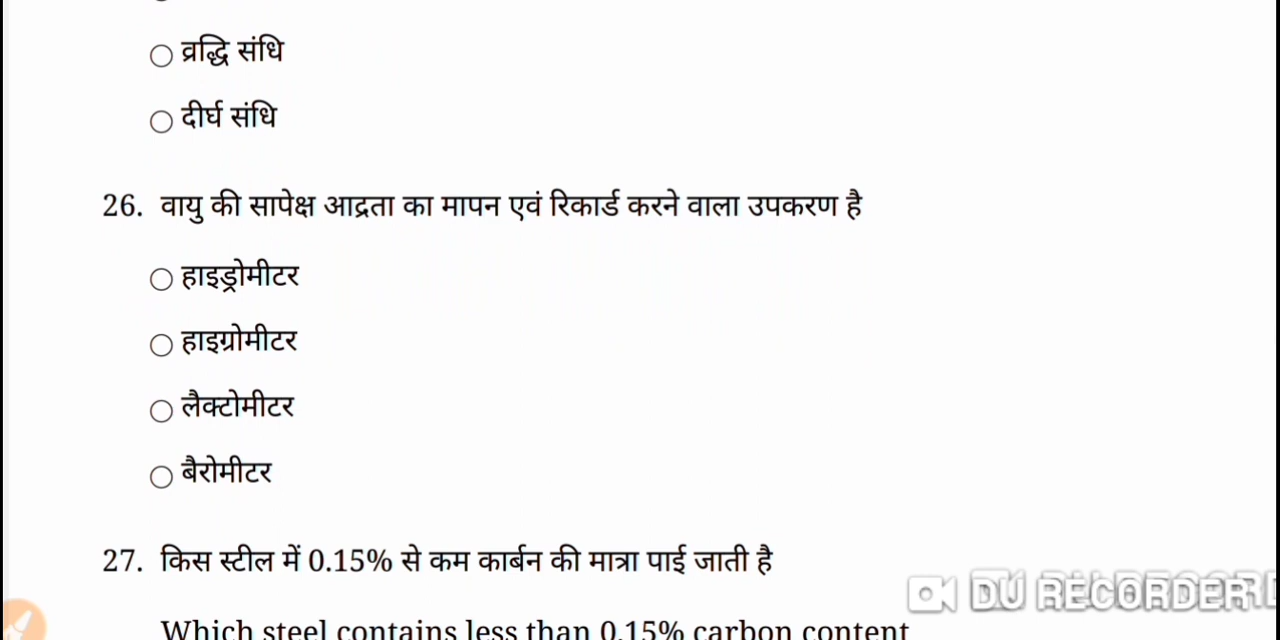 व्रद्धि संधि
दीर्घ संधि
26. वायु की सापेक्ष आद्रता का मापन एवं रिकार्ड करने वाला उपकरण है
हाइड्रोमीटर
हाइग्रोमीटर
लैक्टोमीटर
बैरोमीटर
27. किस स्टील में 0.15% से कम कार्बन की मात्रा पाई जाती है
Which steel contains less than 0.15% carbon content
DU RECORDER